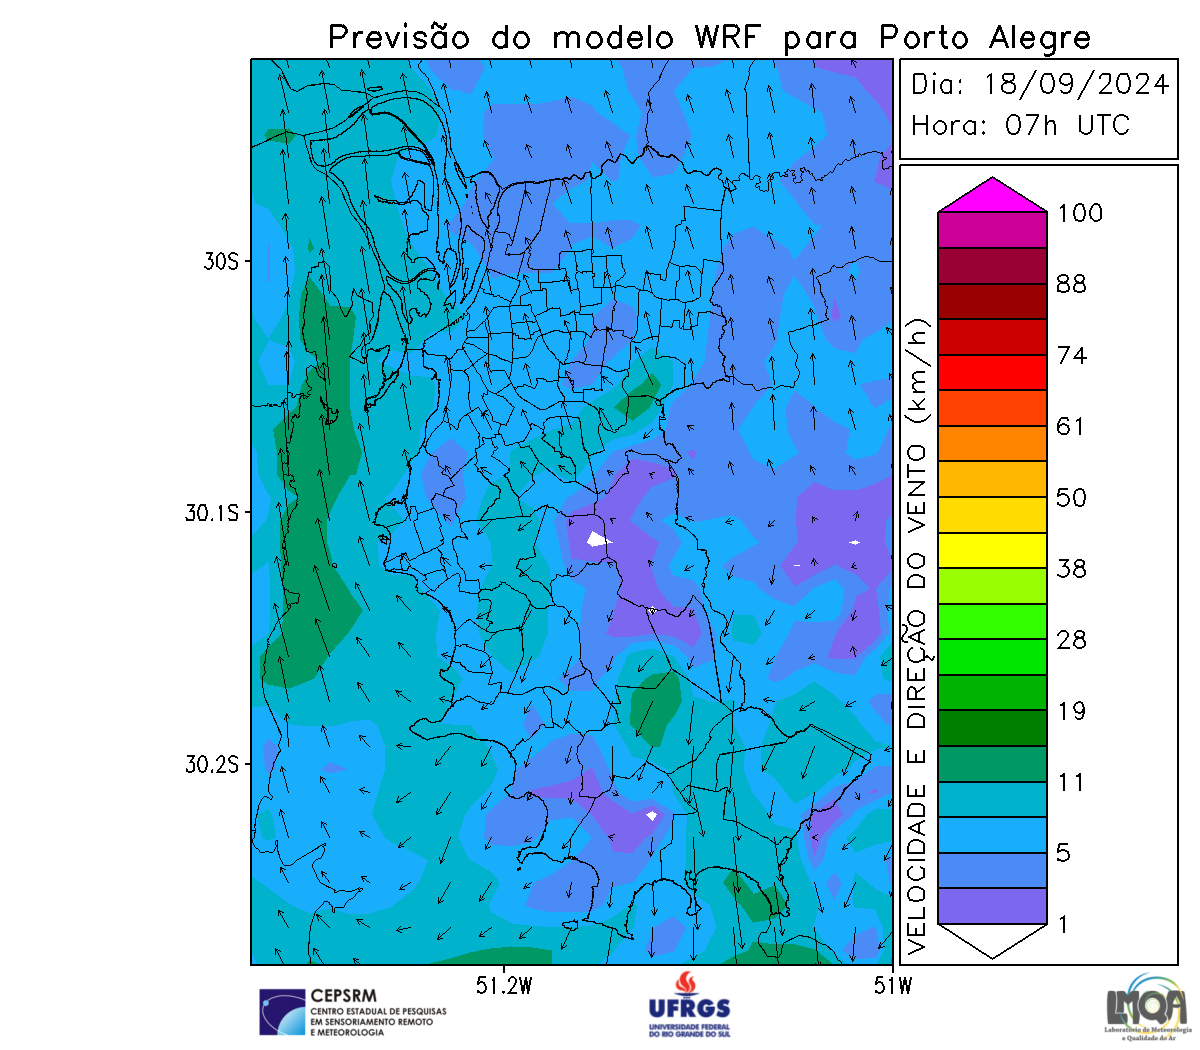 Previsão do modelo WRF para Porto Alegre
Dia: 18/09/2024
Hora: 07h UTC
VELOCIDADE E DIREÇÃO DO VENTO (km/h)
100
88
74
61
50
38
28
19
11
5
1
30S
30.1S
30.2S
51.2W
51W
CEPSRM
CENTRO ESTADUAL DE PESQUISAS
EM SENSORIAMENTO REMOTO
E METEOROLOGIA
UFRGS
UNIVERSIDADE FEDERAL
DO RIO GRANDE DO SUL
LMQA
Laboratório de Meteorologia
e Qualidade do Ar